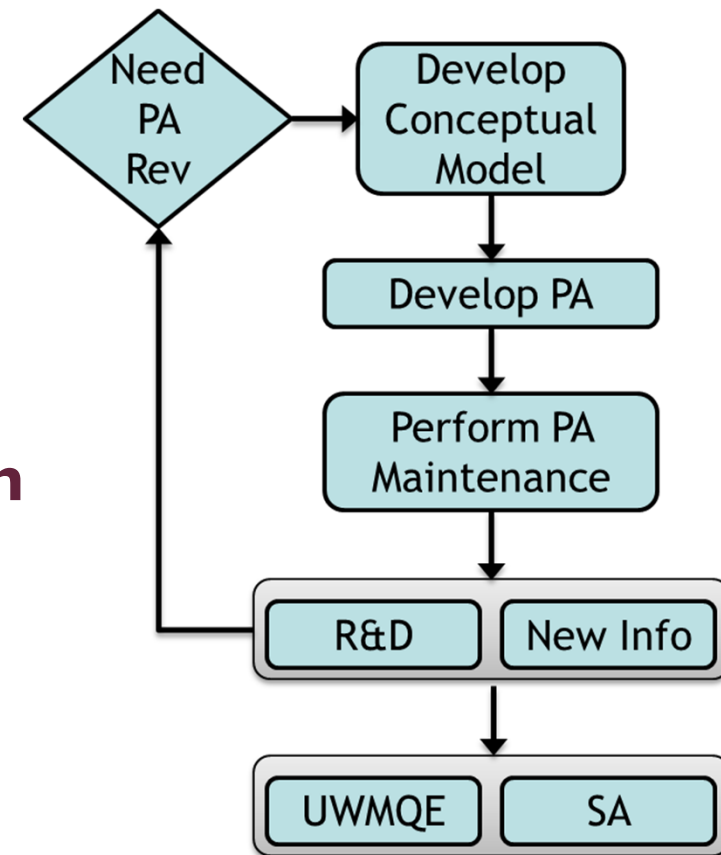 Need
PA
Rev
Develop
Conceptual
Model
Develop PA
Perform PA
Maintenance
n
R&D
New Info
UWMQE
SA